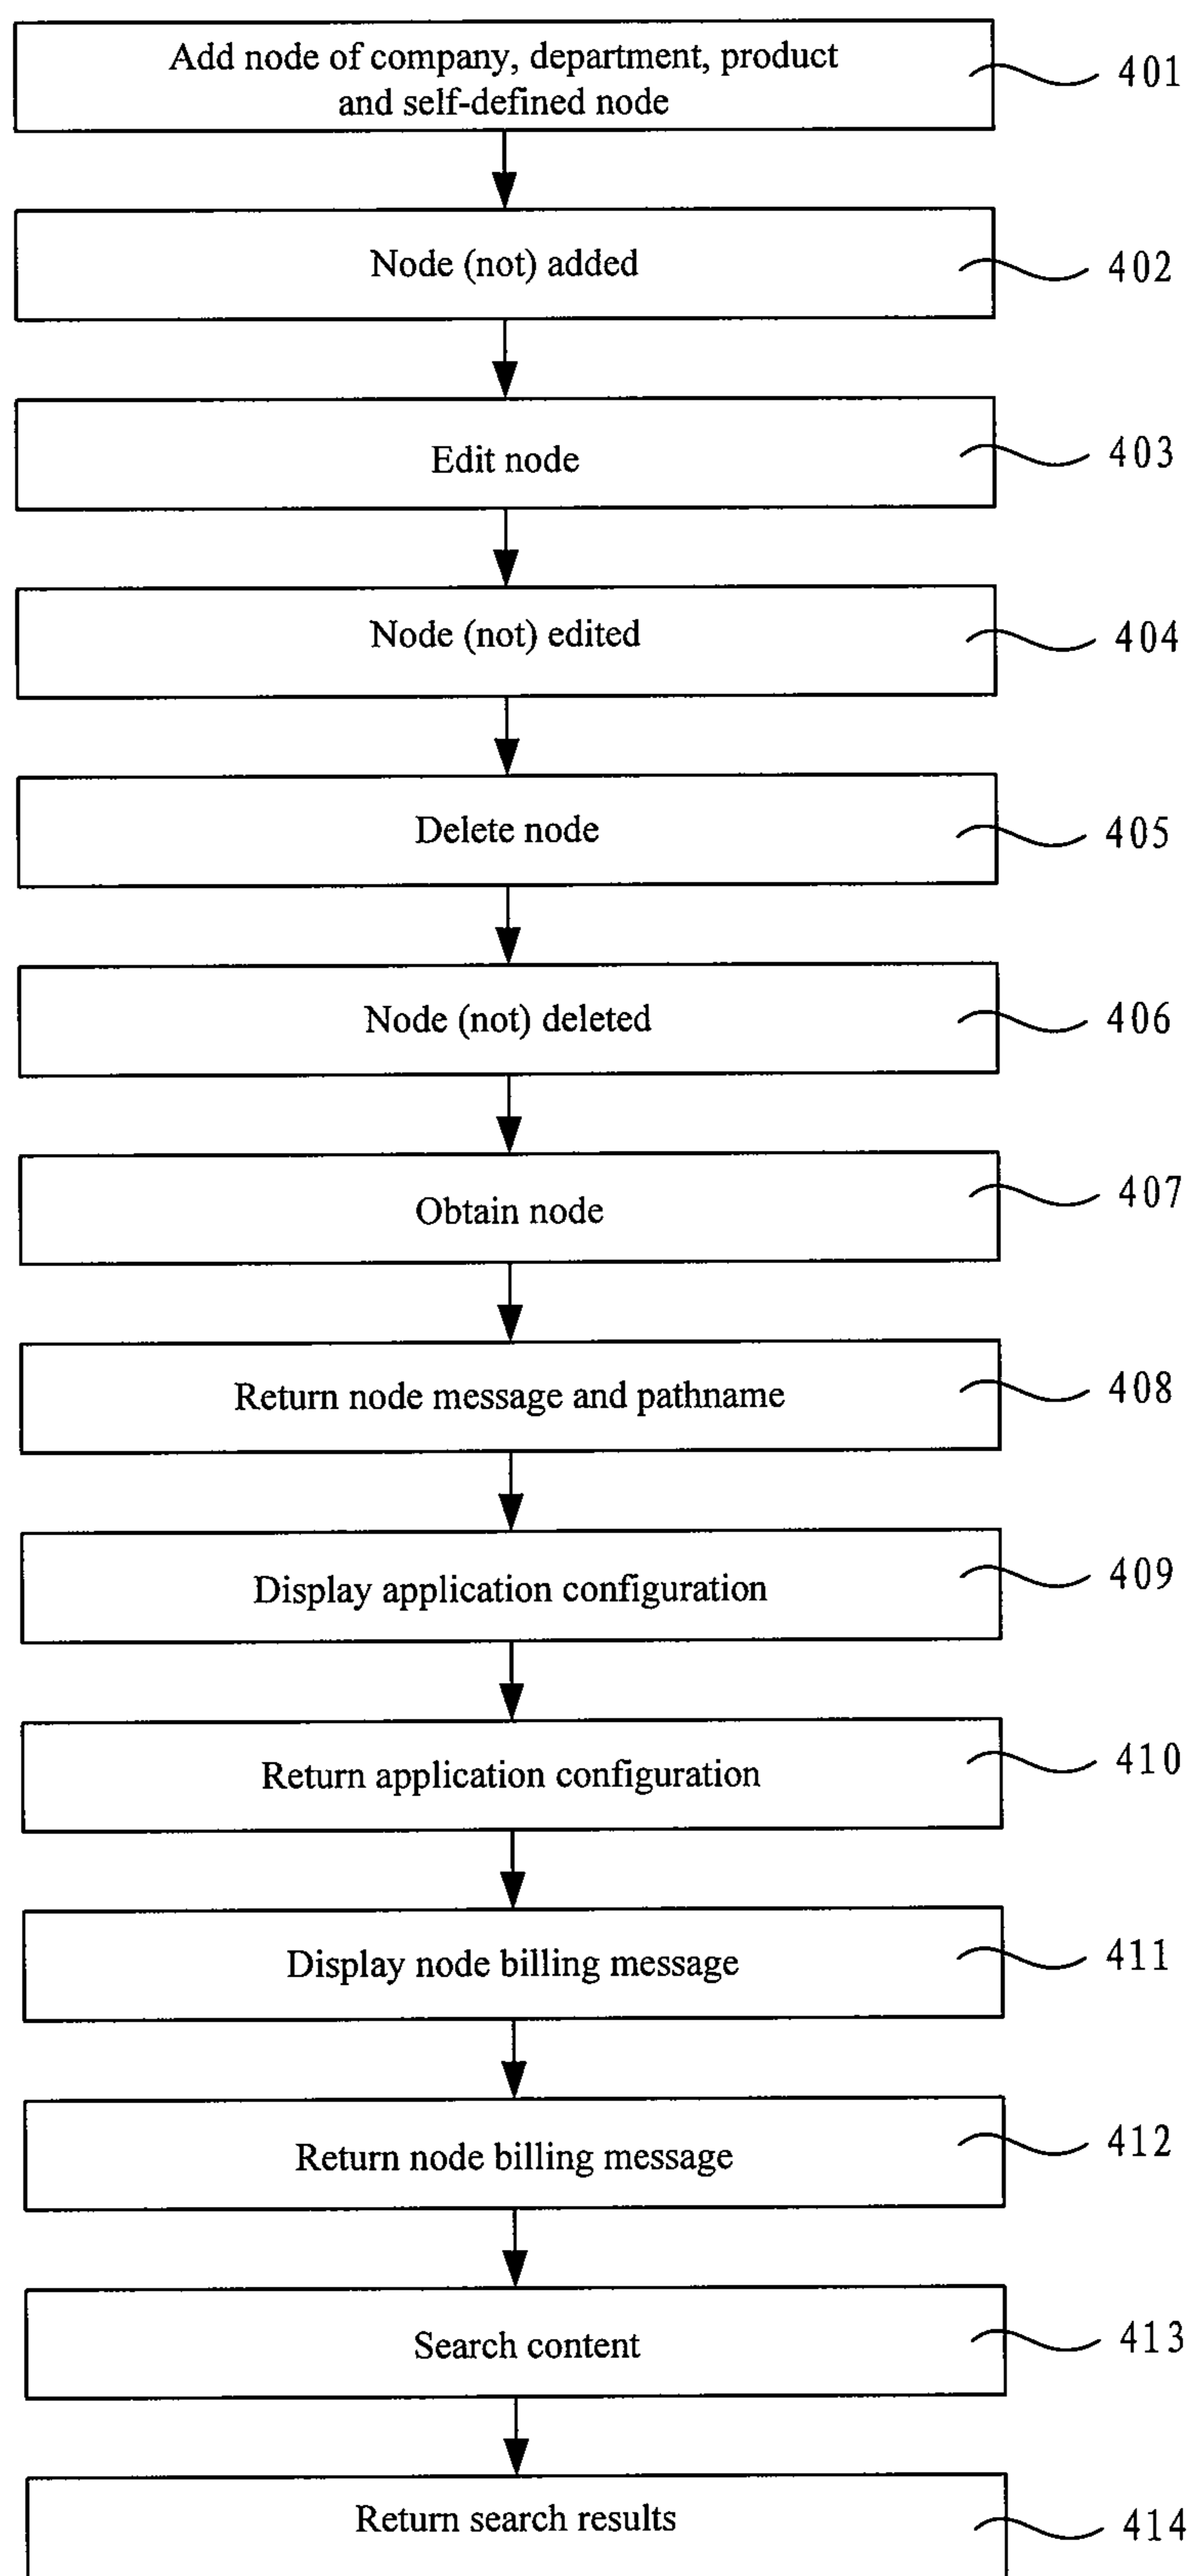 Add node of company, department, product
and self-defined node
401
Node (not) added
402
Edit node
403
Node (not) edited
404
Delete node
405
Node (not) deleted
406
Obtain node
407
Return node message and pathname
408
Display application configuration
409
Return application configuration
410
Display node billing message
411
Return node billing message
412
Search content
413
Return search results
414